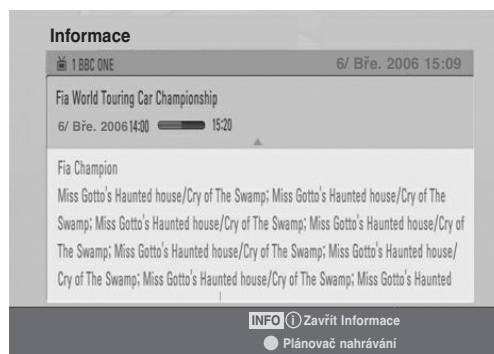 Informace
1 BBC ONE 6/ Bře. 2006 15:09
Fia World Touring Car Championship
6/ Bře. 2006 14:00 15:20
Fia Champion
Miss Gotto's Haunted house/Cry of The Swamp; Miss Gotto's Haunted house/Cry of The
Swamp; Miss Gotto's Haunted house/Cry of The Swamp; Miss Gotto's Haunted house/Cry of
The Swamp; Miss Gotto's Haunted house/Cry of The Swamp; Miss Gotto's Haunted house/
Cry of The Swamp; Miss Gotto's Haunted house/Cry of The Swamp; Miss Gotto's Haunted
INFO i Zavřít Informace
Plánovač nahrávání